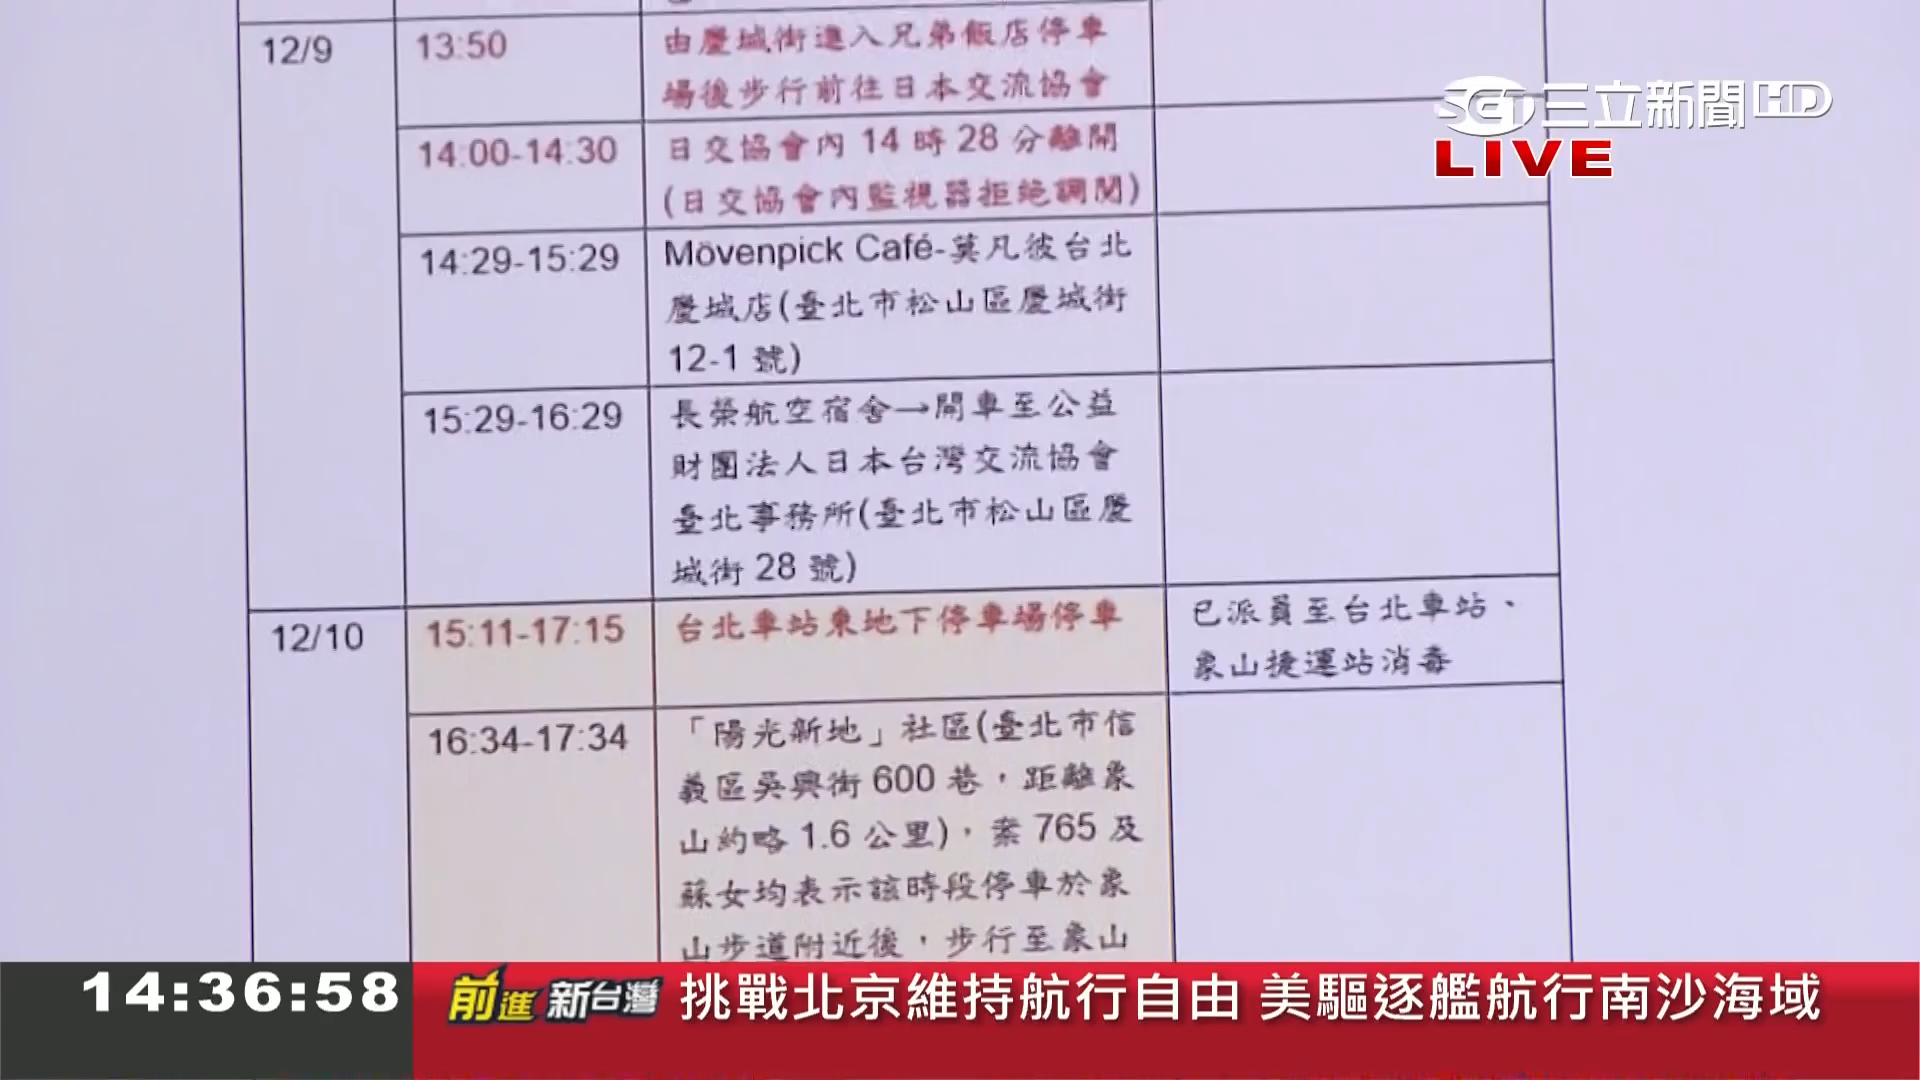 12/9
13:50
由慶城街進入兄弟飯店停車
場後步行前往日本交流協會
14:00-14:30
日交協會內 14 時 28 分離開
(日交協會內監視器拒絕調閱)
14:29-15:29
Mövenpick Café-莫凡彼台北
慶城店(臺北市松山區慶城街
12-1 號)
15:29-16:29
長榮航空宿舍→開車至公益
財團法人日本台灣交流協會
臺北事務所(臺北市松山區慶
城街 28 號)
12/10
15:11-17:15
台北車站東地下停車場停車
已派員至台北車站、
象山捷運站消毒
16:34-17:34
「陽光新地」社區(臺北市信
義區吳興街 600 巷，距離象
山約略 1.6 公里)，案 765 及
蘇女均表示該時段停車於象
山步道附近後，步行至象山
SET 三立新聞HD
LIVE
14:36:58
前進新台灣 挑戰北京維持航行自由 美驅逐艦航行南沙海域